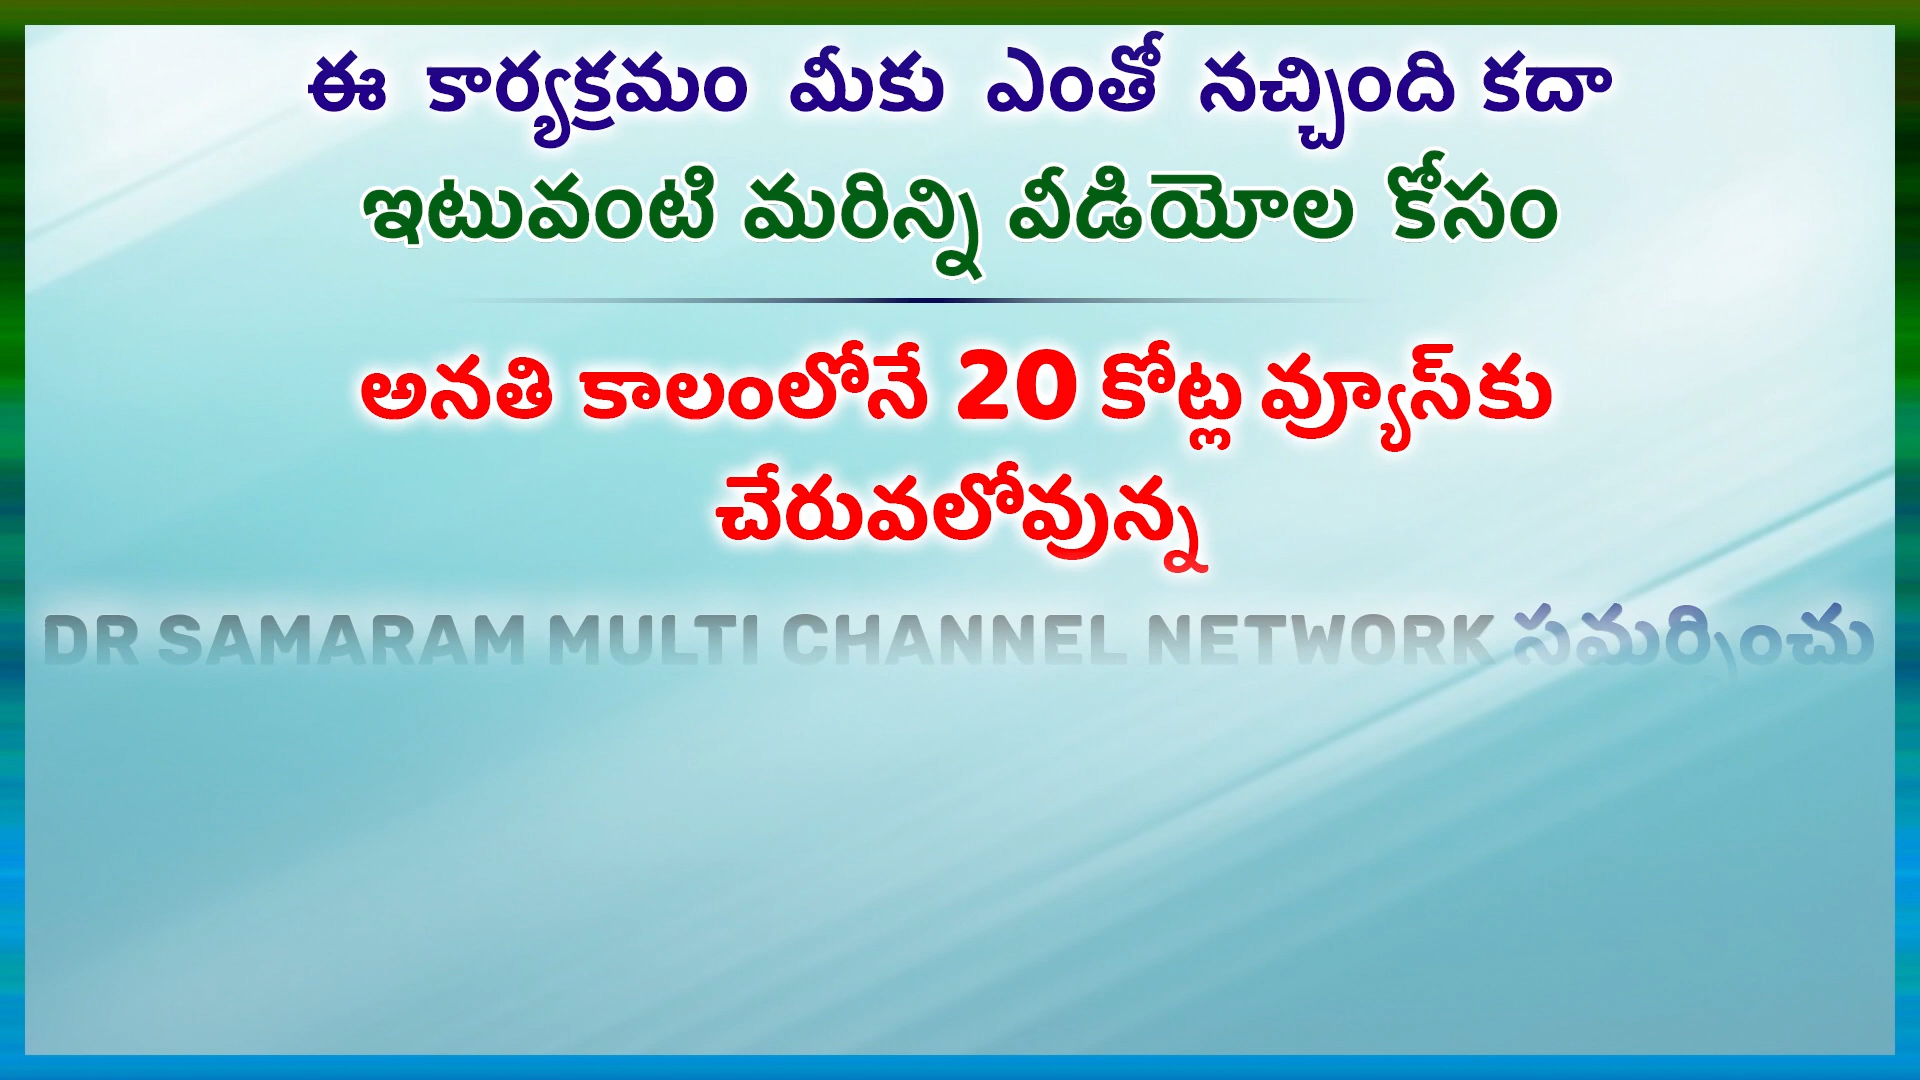 ఈ కార్యక్రమం మీకు ఎంతో నచ్చింది కదా
ఇటువంటి మరిన్ని వీడియోల కోసం
అనతి కాలంలోనే 20 కోట్ల వ్యూస్‌కు
చేరువలోవున్న
DR SAMARAM MULTI CHANNEL NETWORK సమర్పించు